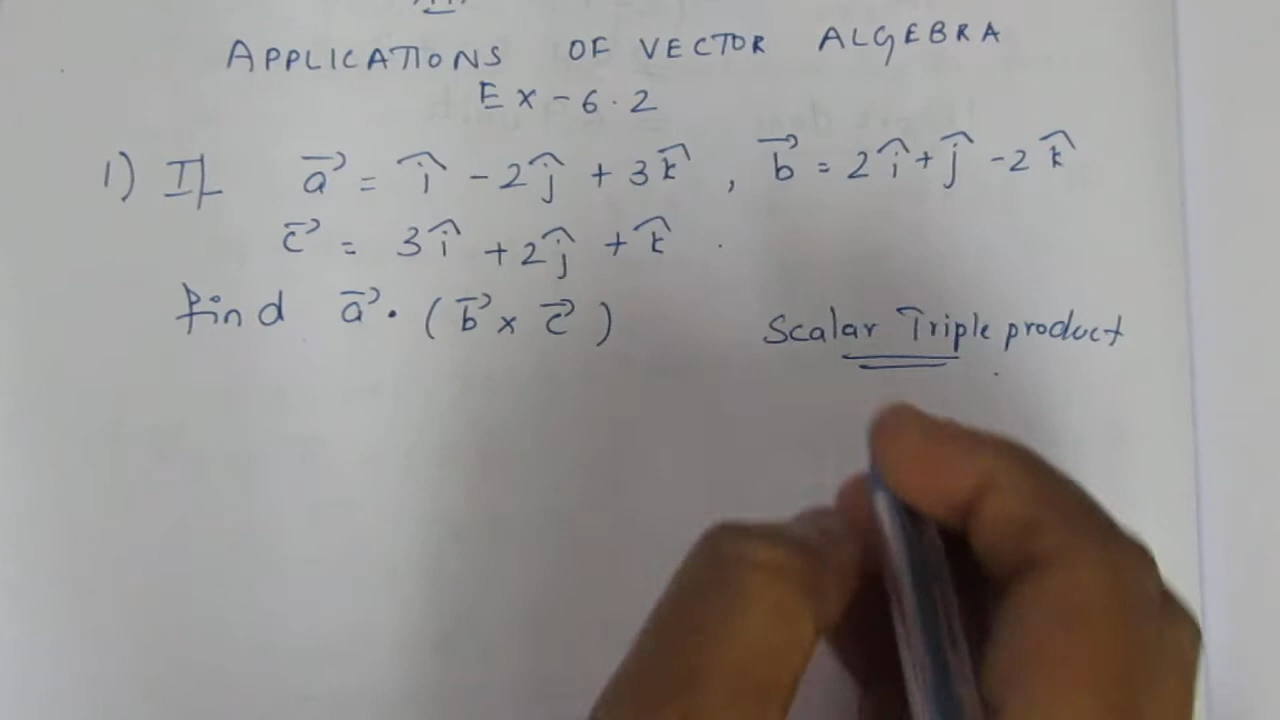 APPLICATIONS OF VECTOR ALGEBRA
Ex - 6.2
1) If a⃗ = î - 2ĵ + 3k̂ , b⃗ = 2î + ĵ - 2k̂
c⃗ = 3î + 2ĵ + k̂ .
find a⃗ · ( b⃗ x c⃗ )
Scalar Triple product